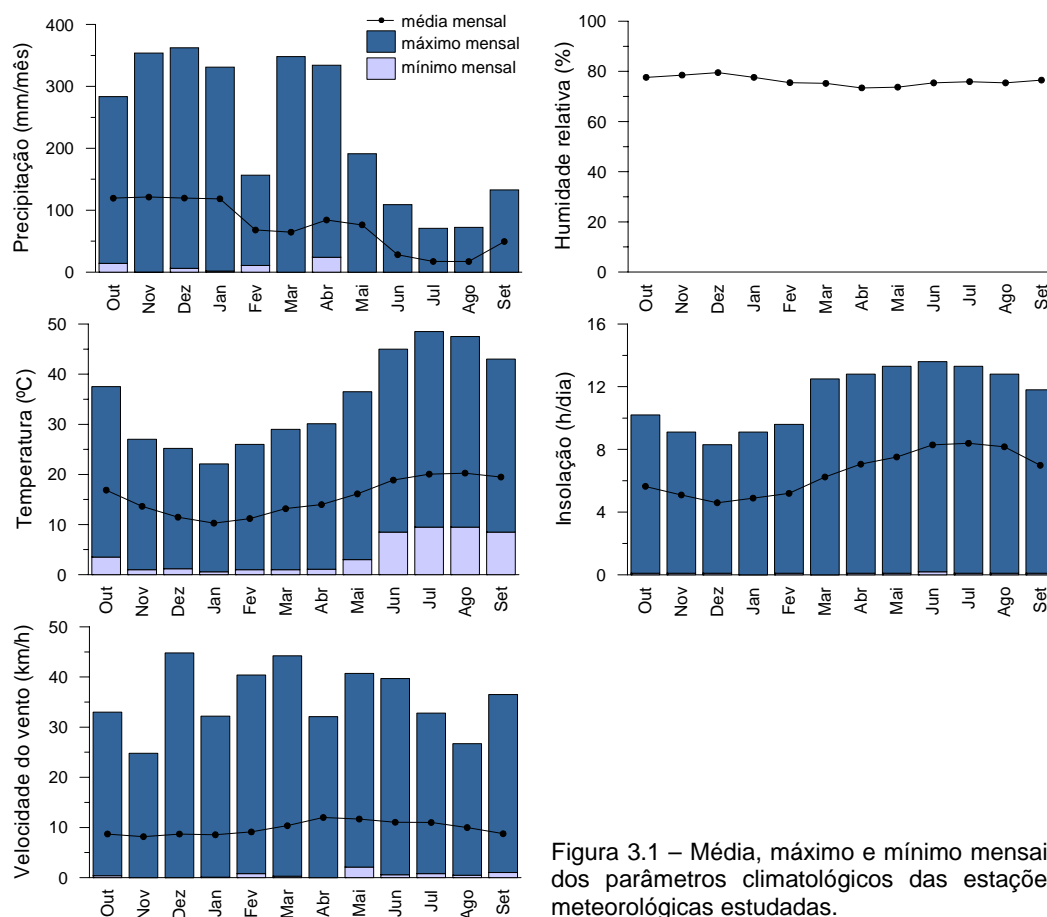 Precipitação (mm/mês)
400
300
200
100
0
média mensal
máximo mensal
mínimo mensal
Out Nov Dez Jan Fev Mar Abr Mai Jun Jul Ago Set
Humidade relativa (%)
100
80
60
40
20
0
Out Nov Dez Jan Fev Mar Abr Mai Jun Jul Ago Set
Temperatura (ºC)
50
40
30
20
10
0
Out Nov Dez Jan Fev Mar Abr Mai Jun Jul Ago Set
Insolação (h/dia)
16
12
8
4
0
Out Nov Dez Jan Fev Mar Abr Mai Jun Jul Ago Set
Velocidade do vento (km/h)
50
40
30
20
10
0
Out Nov Dez Jan Fev Mar Abr Mai Jun Jul Ago Set
Figura 3.1 – Média, máximo e mínimo mensai
dos parâmetros climatológicos das estaçõe
meteorológicas estudadas.